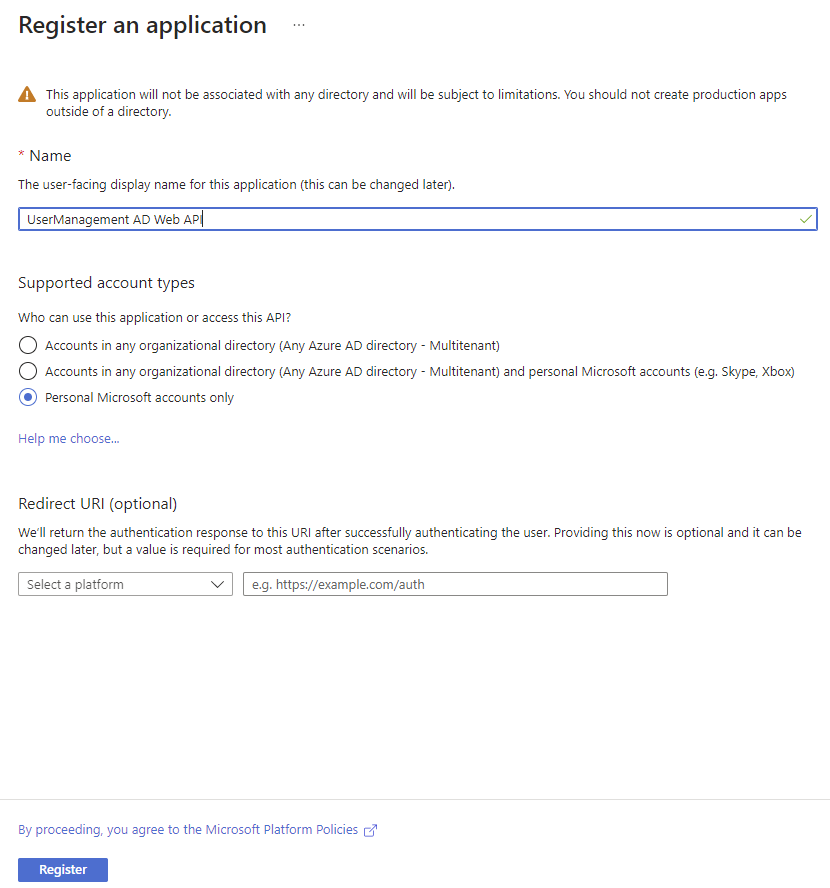 Register an application ...
This application will not be associated with any directory and will be subject to limitations. You should not create production apps
outside of a directory.
* Name
The user-facing display name for this application (this can be changed later).
UserManagement AD Web API
Supported account types
Who can use this application or access this API?
Accounts in any organizational directory (Any Azure AD directory - Multitenant)
Accounts in any organizational directory (Any Azure AD directory - Multitenant) and personal Microsoft accounts (e.g. Skype, Xbox)
Personal Microsoft accounts only
Help me choose...
Redirect URI (optional)
We'll return the authentication response to this URI after successfully authenticating the user. Providing this now is optional and it can be
changed later, but a value is required for most authentication scenarios.
Select a platform e.g. https://example.com/auth
By proceeding, you agree to the Microsoft Platform Policies
Register